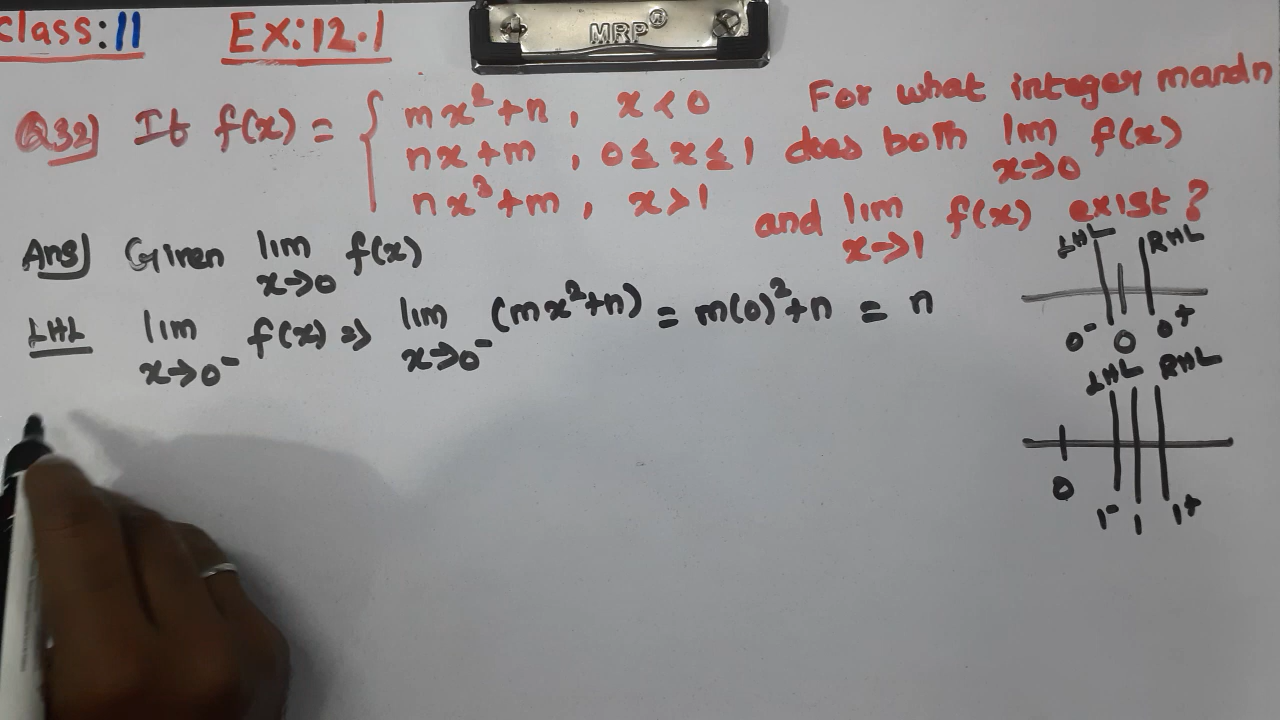 class:11 Ex:12.1
MRP®
Q32) If f(x) = { mx²+n, x<0 For what integer m and n
nx+m, 0≤x≤1 does both lim x→0 f(x)
nx³+m, x>1 and lim x→1 f(x) exist?
Ans) Given lim x→0 f(x)
LHL lim x→0⁻ f(x) ⇒ lim x→0⁻ (mx²+n) = m(0)²+n = n
LHL RHL
0⁻ 0 0⁺
LHL RHL
0 1⁻ 1 1⁺